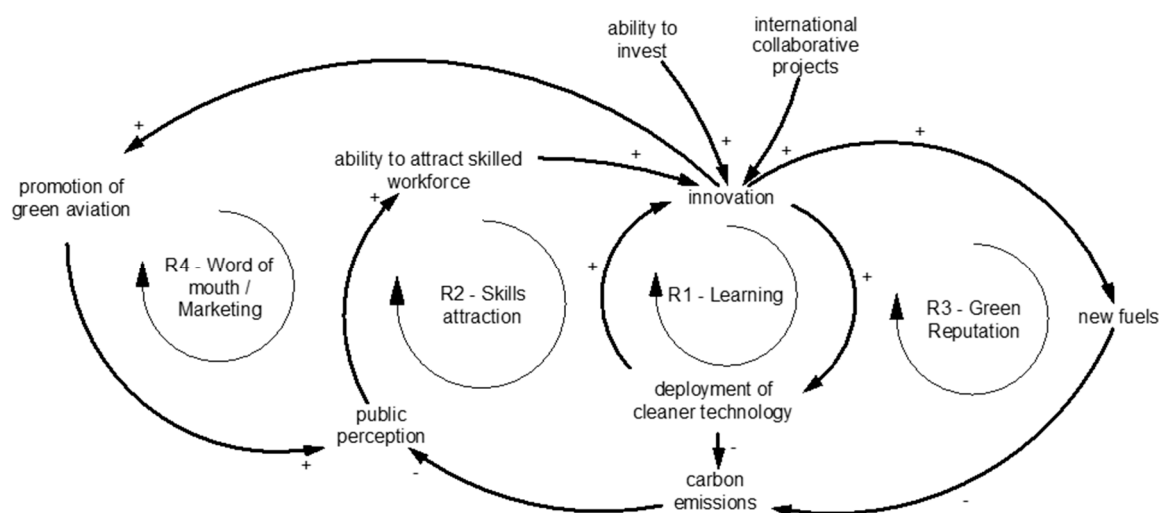 ability to
invest
international
collaborative
projects
+
+
+
+
+
ability to attract skilled
workforce
promotion of
green aviation
+
innovation
R4 - Word of
mouth /
Marketing
R2 - Skills
attraction
+
R1 - Learning
+
R3 - Green
Reputation
new fuels
deployment of
cleaner technology
public
perception
+
-
-
carbon
emissions
-